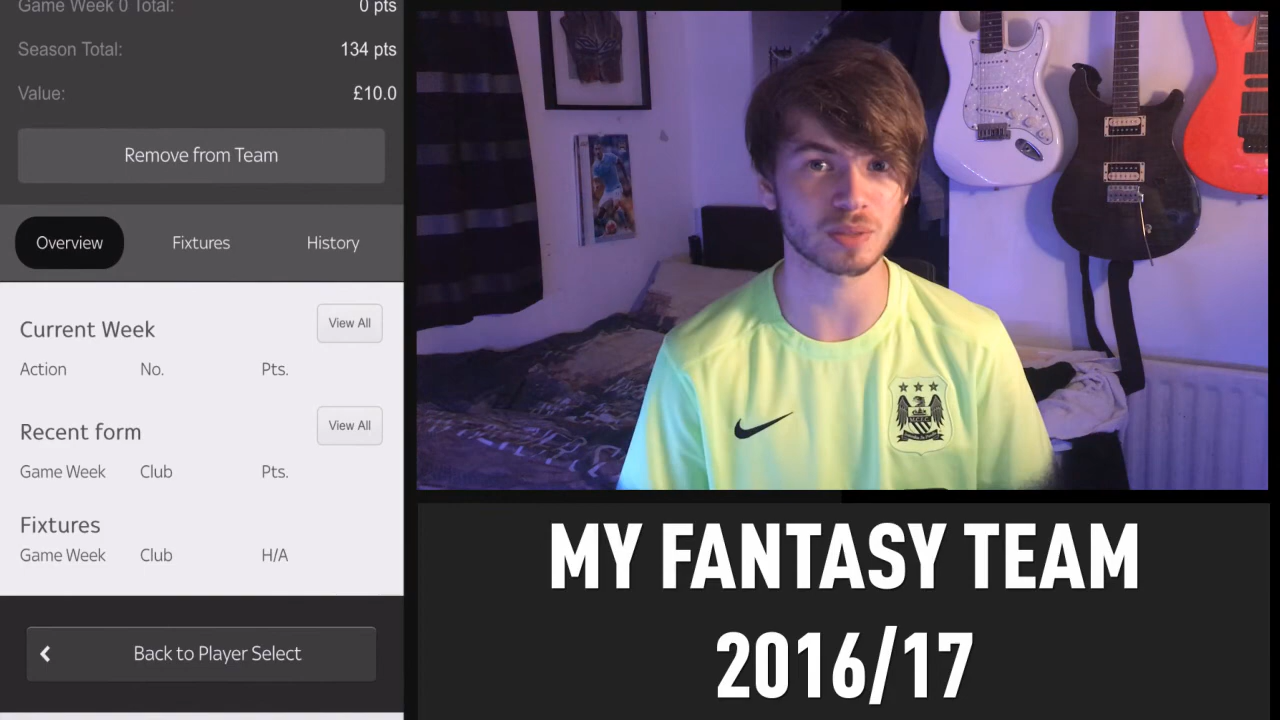 Game Week 0 Total: 0 pts
Season Total: 134 pts
Value: £10.0
Remove from Team
Overview Fixtures History
Current Week View All
Action No. Pts.
Recent form View All
Game Week Club Pts.
Fixtures
Game Week Club H/A
Back to Player Select
MY FANTASY TEAM
2016/17